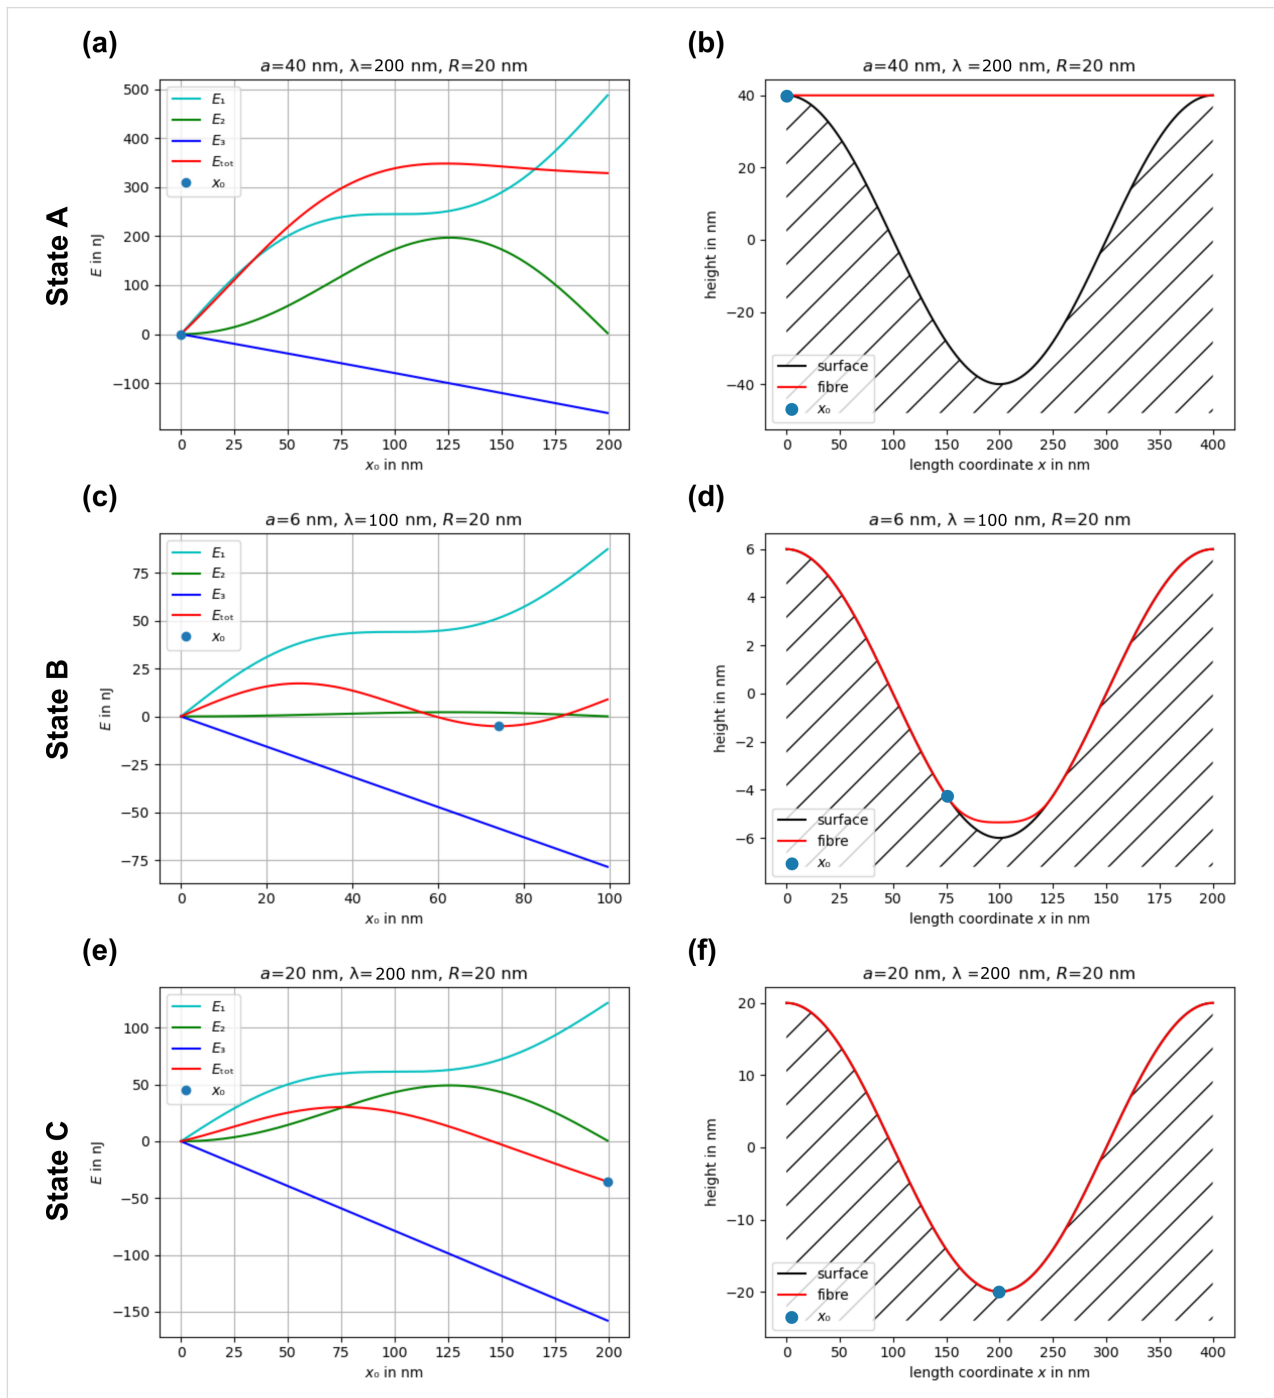 (a)
a=40 nm, λ=200 nm, R=20 nm
500
400
300
200
100
0
−100
E in nJ
E₁
E₂
E₃
Eₜₒₜ
x₀
0 25 50 75 100 125 150 175 200
x₀ in nm
State A
(b)
a=40 nm, λ =200 nm, R=20 nm
40
20
0
−20
−40
height in nm
surface
fibre
x₀
0 50 100 150 200 250 300 350 400
length coordinate x in nm
(c)
a=6 nm, λ=100 nm, R=20 nm
75
50
25
0
−25
−50
−75
E in nJ
E₁
E₂
E₃
Eₜₒₜ
x₀
0 20 40 60 80 100
x₀ in nm
State B
(d)
a=6 nm, λ =100 nm, R=20 nm
6
4
2
0
−2
−4
−6
height in nm
surface
fibre
x₀
0 25 50 75 100 125 150 175 200
length coordinate x in nm
(e)
a=20 nm, λ=200 nm, R=20 nm
100
50
0
−50
−100
−150
E in nJ
E₁
E₂
E₃
Eₜₒₜ
x₀
0 25 50 75 100 125 150 175 200
x₀ in nm
State C
(f)
a=20 nm, λ =200 nm, R=20 nm
20
10
0
−10
−20
height in nm
surface
fibre
x₀
0 50 100 150 200 250 300 350 400
length coordinate x in nm